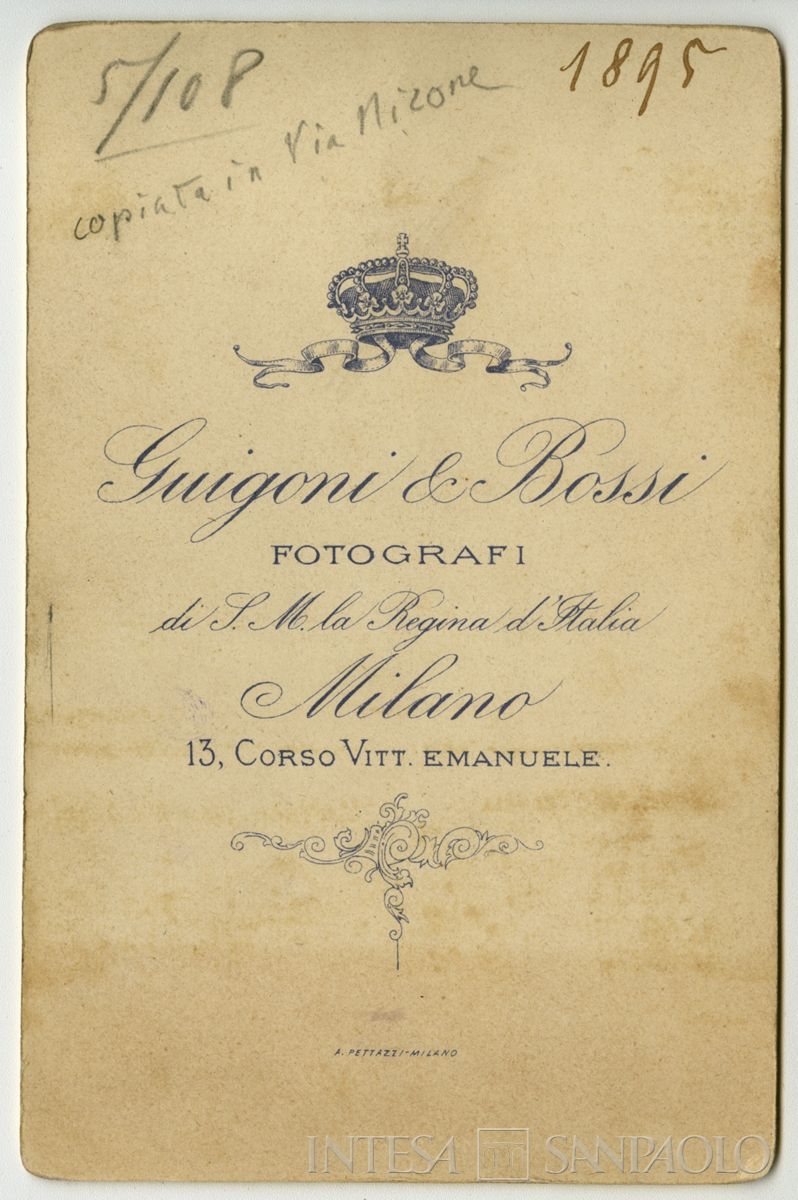 5/108
1895
copiata in Via Mizone
Guigoni & Bossi
FOTOGRAFI
di S. M. la Regina d'Italia
Milano
13, CORSO VITT. EMANUELE.
A. PETTAZZI-MILANO
INTESA SANPAOLO